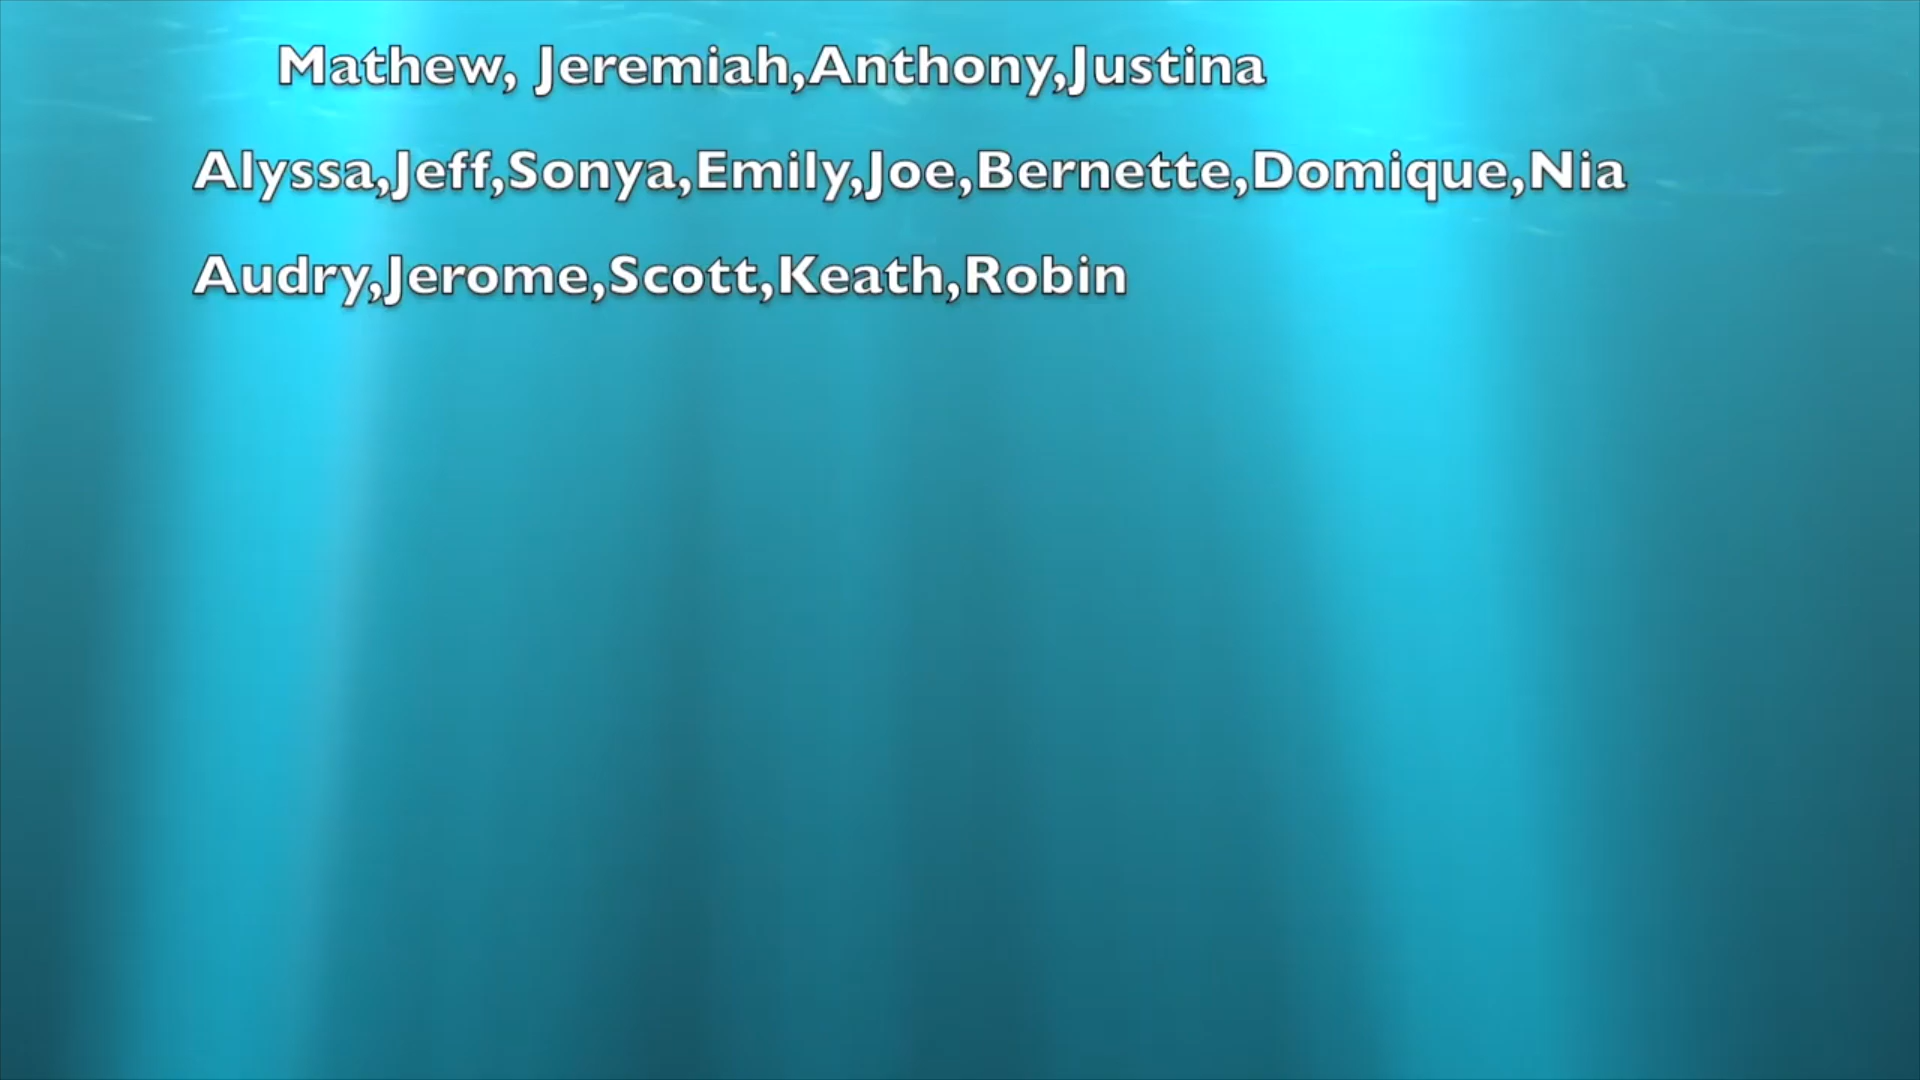 Mathew, Jeremiah,Anthony,Justina
Alyssa,Jeff,Sonya,Emily,Joe,Bernette,Domique,Nia
Audry,Jerome,Scott,Keath,Robin